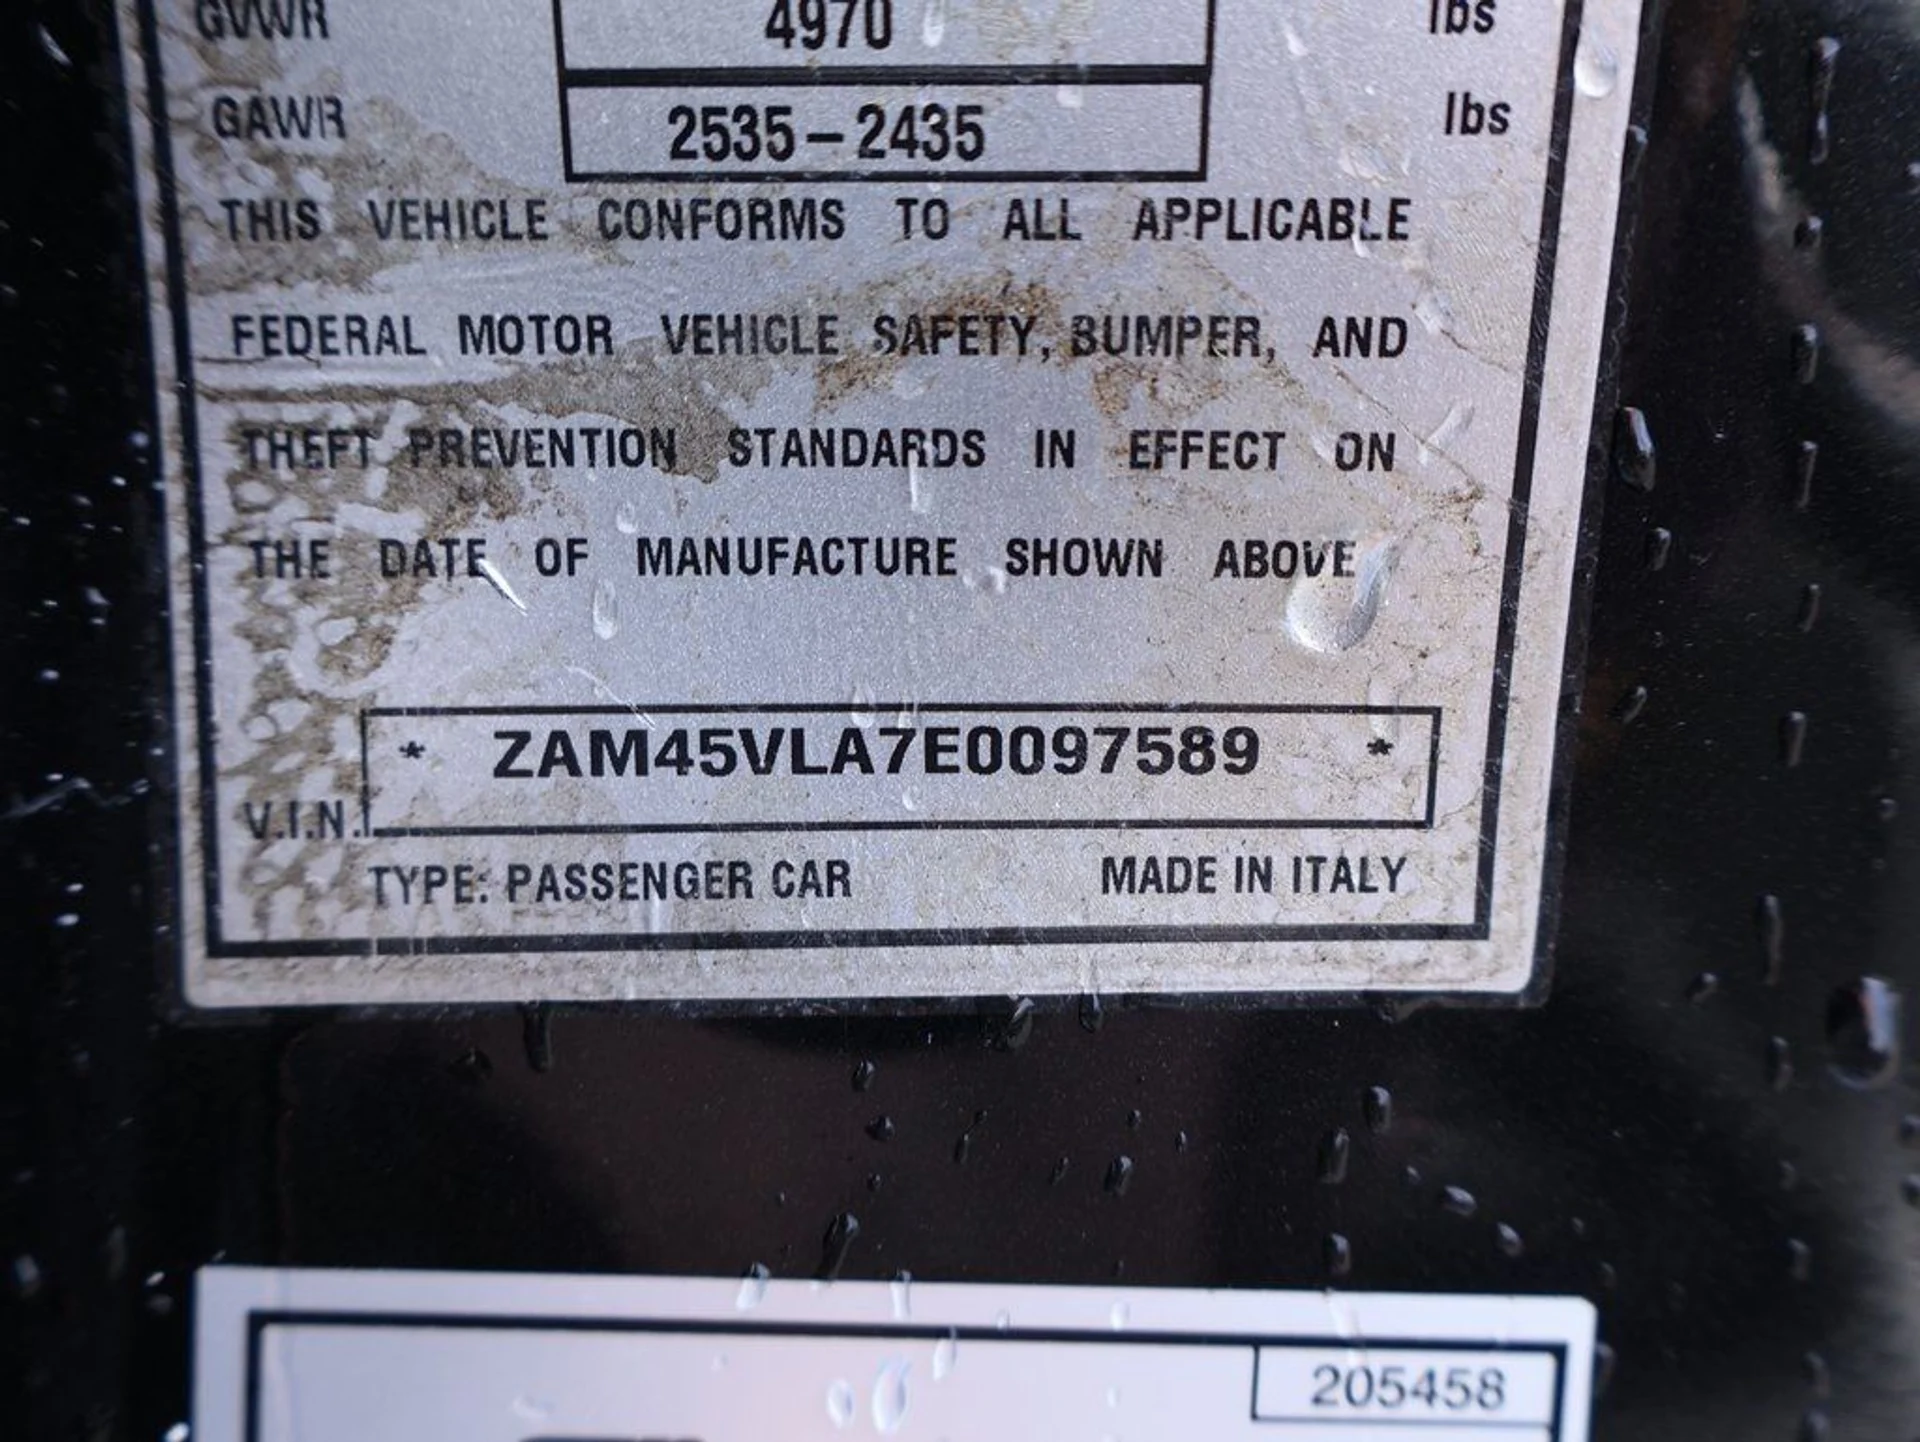 GVWR 4970 lbs
GAWR 2535-2435 lbs
THIS VEHICLE CONFORMS TO ALL APPLICABLE
FEDERAL MOTOR VEHICLE SAFETY, BUMPER, AND
THEFT PREVENTION STANDARDS IN EFFECT ON
THE DATE OF MANUFACTURE SHOWN ABOVE
* ZAM45VLA7E0097589 *
V.I.N.
TYPE: PASSENGER CAR MADE IN ITALY
205458